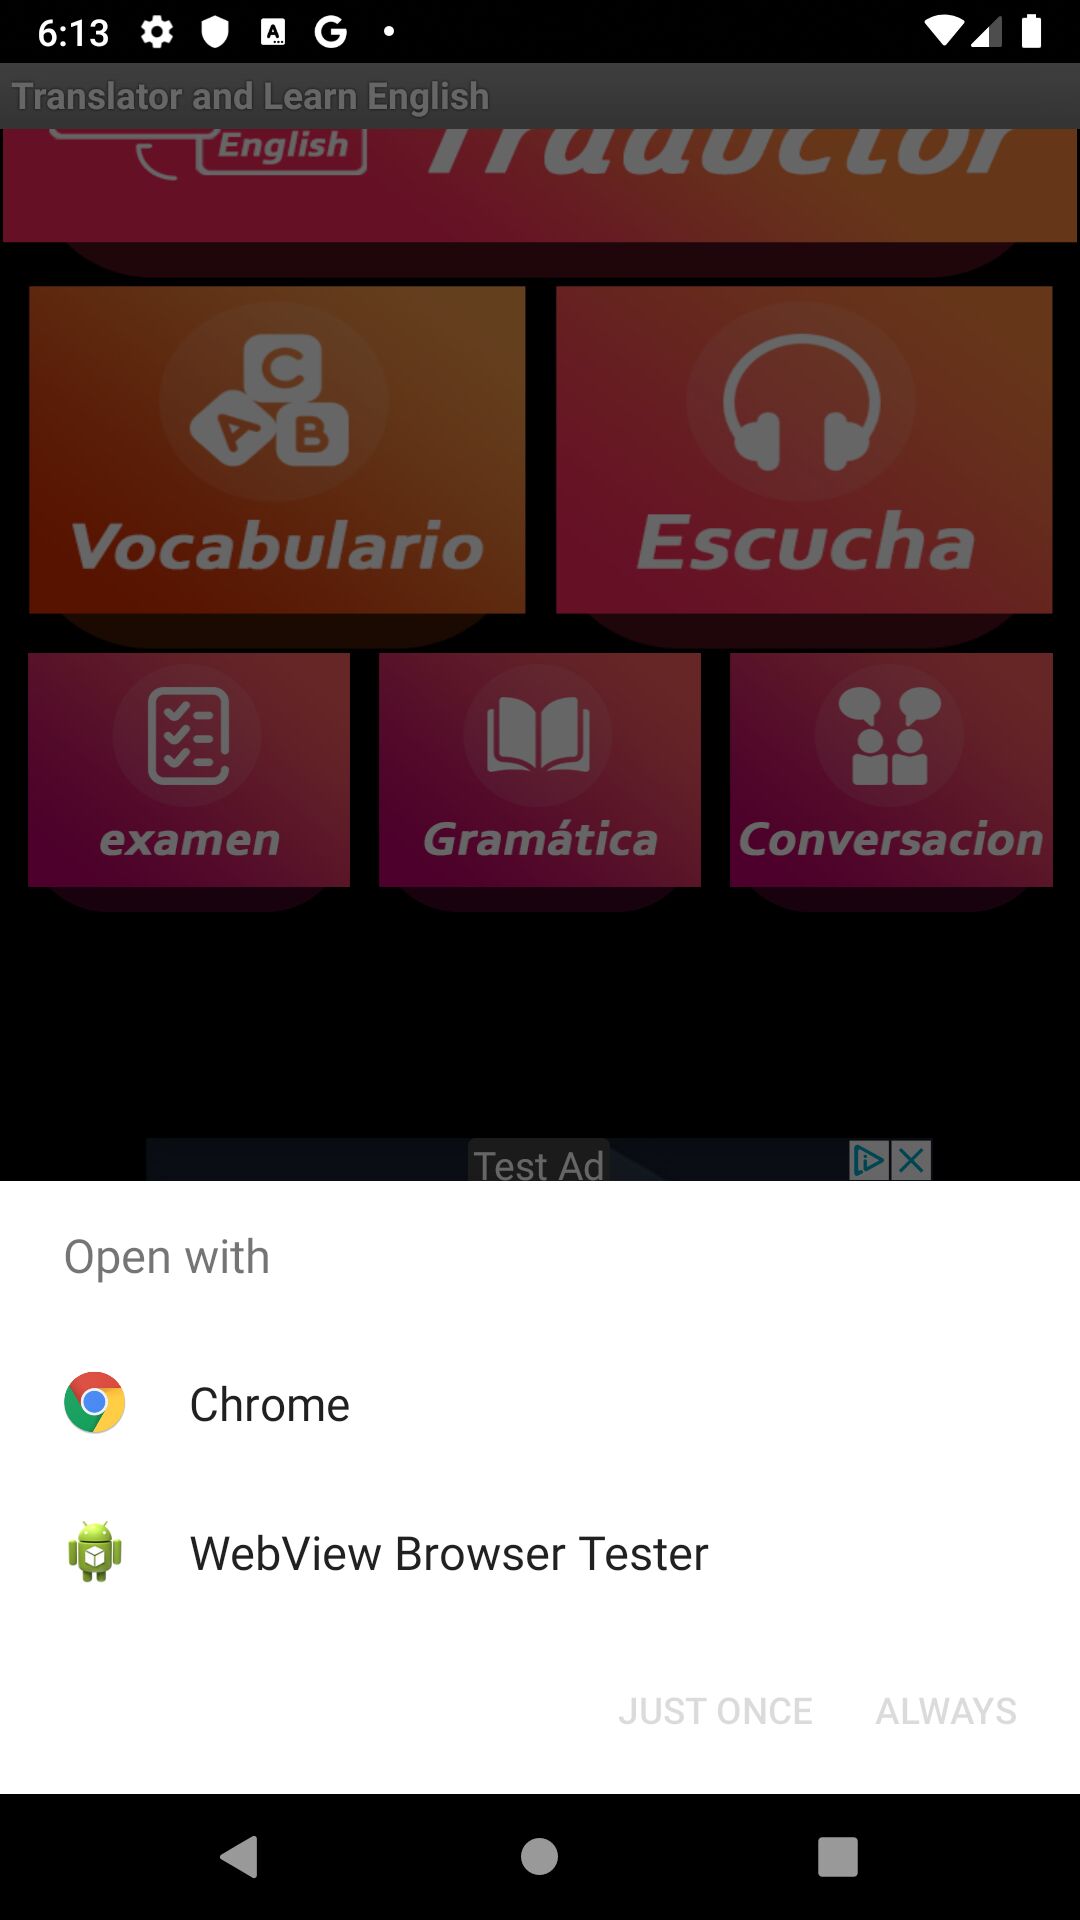 6:13
Translator and Learn English
English
Traductor
C
A B
Vocabulario
Escucha
examen
Gramática
Conversacion
Test Ad
Open with
Chrome
WebView Browser Tester
JUST ONCE
ALWAYS